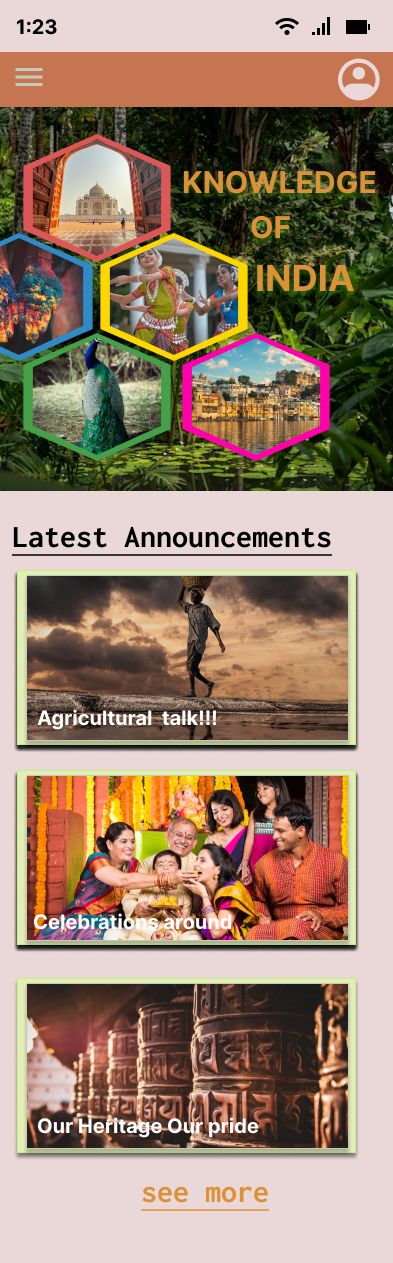 1:23
KNOWLEDGE
OF
INDIA
Latest Announcements
Agricultural talk!!!
Celebrations around
Our Heritage Our pride
see more